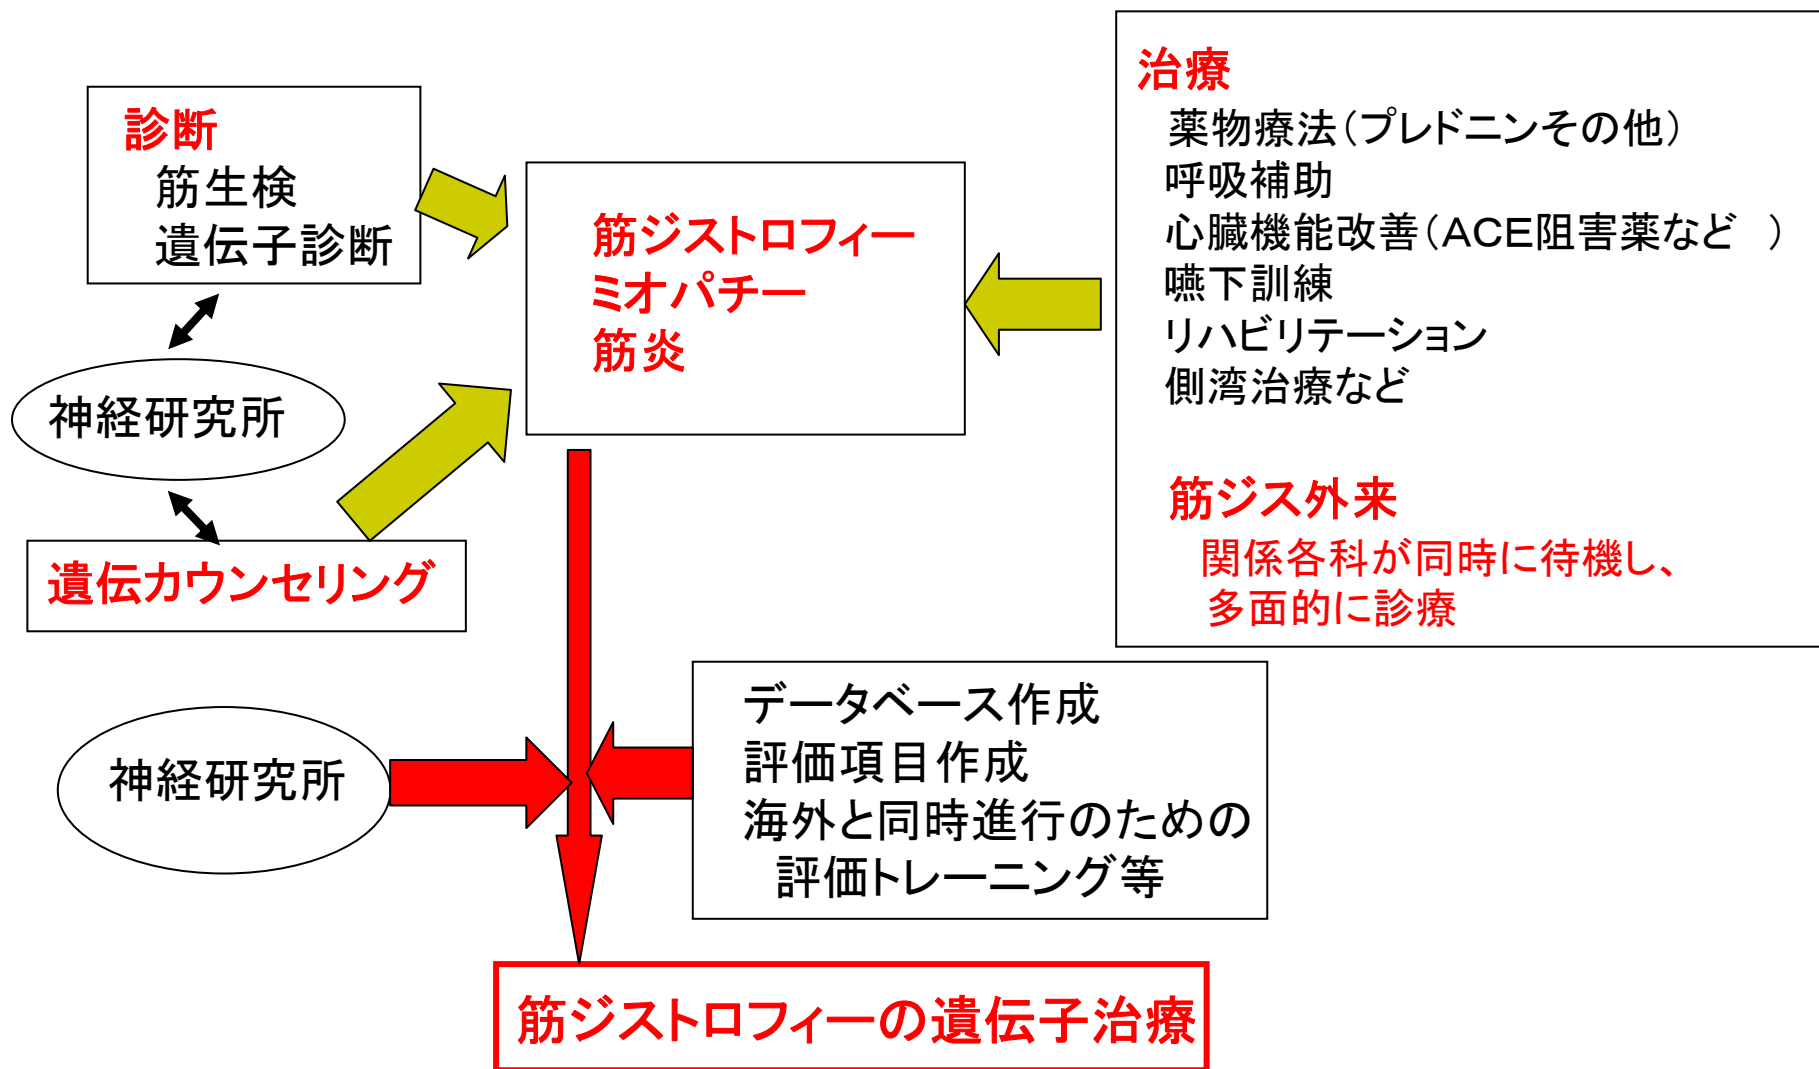 診断
筋生検
遺伝子診断
神経研究所
遺伝カウンセリング
筋ジストロフィー
ミオパチー
筋炎
治療
薬物療法(プレドニンその他)
呼吸補助
心臓機能改善(ACE阻害薬など　)
嚥下訓練
リハビリテーション
側湾治療など
筋ジス外来
関係各科が同時に待機し、
多面的に診療
神経研究所
データベース作成
評価項目作成
海外と同時進行のための
評価トレーニング等
筋ジストロフィーの遺伝子治療